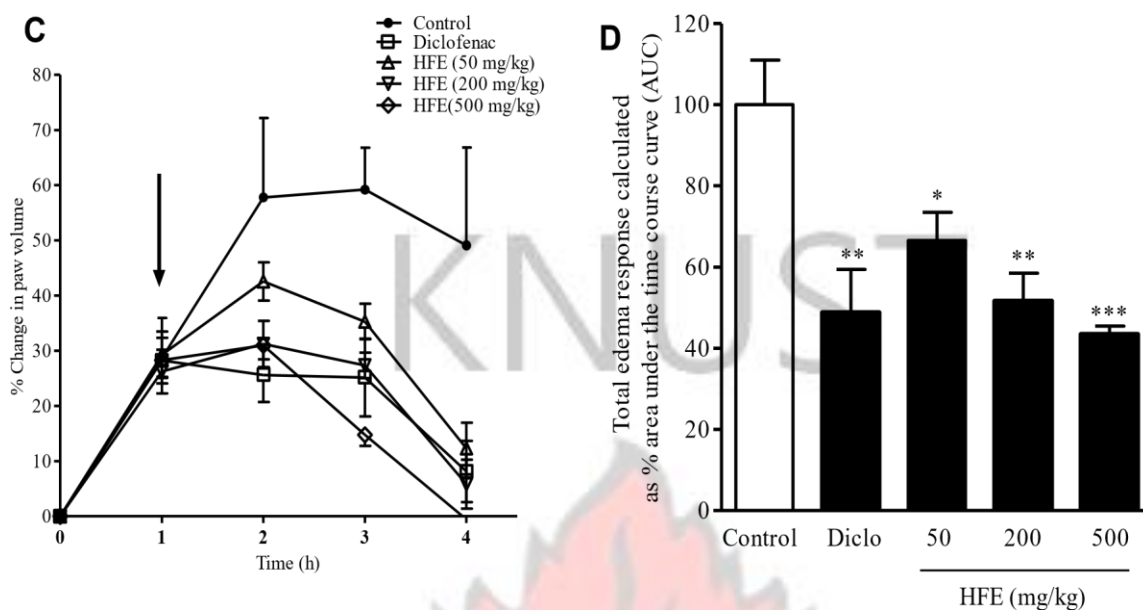 C
Control
Diclofenac
HFE (50 mg/kg)
HFE (200 mg/kg)
HFE(500 mg/kg)
% Change in paw volume
80
70
60
50
40
30
20
10
0
0 1 2 3 4
Time (h)
D
Total edema response calculated
as % area under the time course curve (AUC)
120
100
80
60
40
20
0
**
*
**
***
Control Diclo 50 200 500
HFE (mg/kg)
KNUST